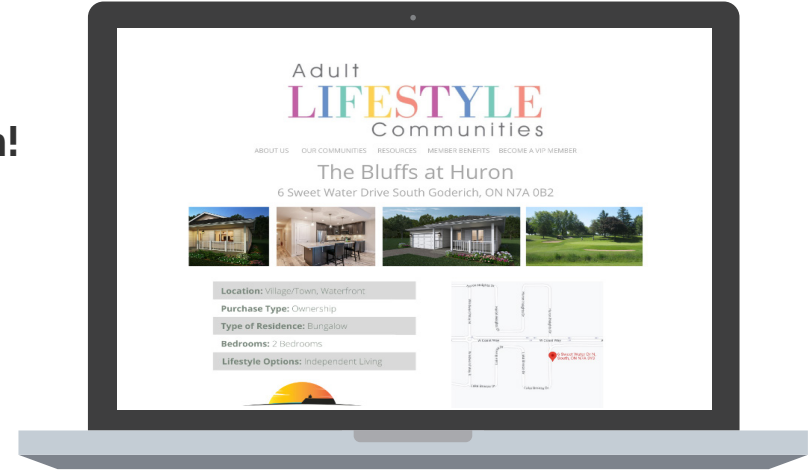 !
Adult
LIFESTYLE
Communities
ABOUT US OUR COMMUNITIES RESOURCES MEMBER BENEFITS BECOME A VIP MEMBER
The Bluffs at Huron
6 Sweet Water Drive South Goderich, ON N7A 0B2
Location: Village/Town, Waterfront
Purchase Type: Ownership
Type of Residence: Bungalow
Bedrooms: 2 Bedrooms
Lifestyle Options: Independent Living